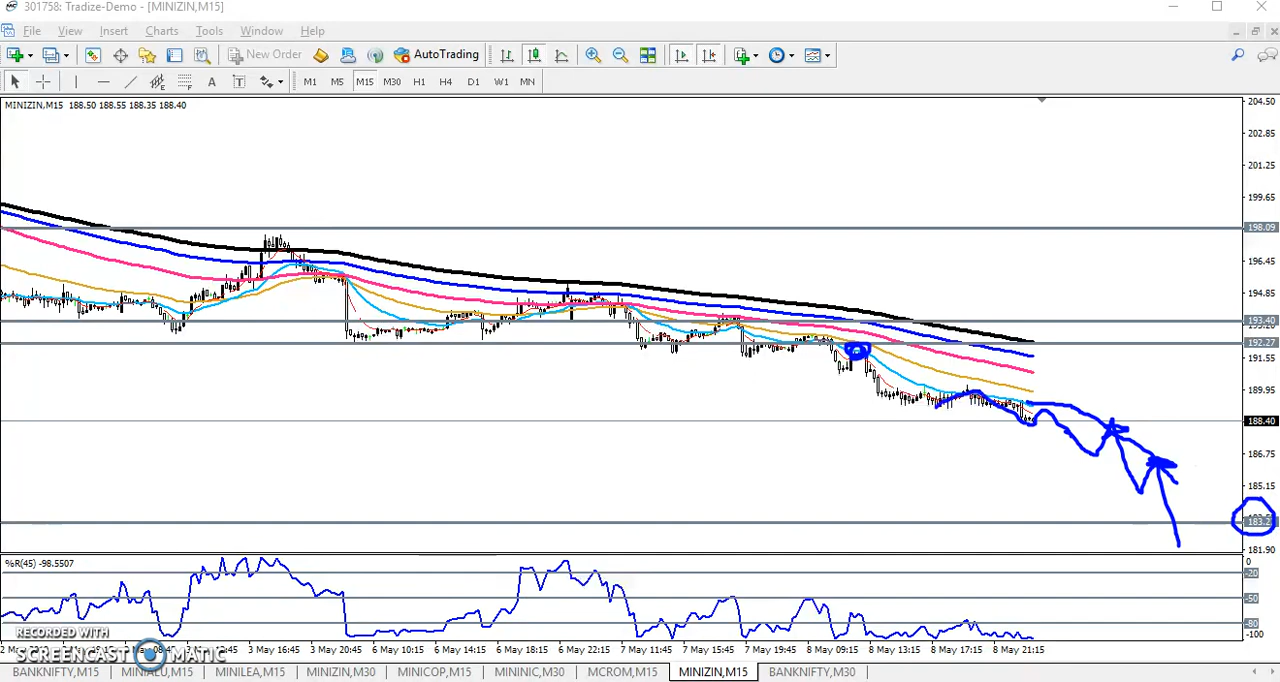 301758: Tradize-Demo - [MINIZIN,M15]
File View Insert Charts Tools Window Help
New Order AutoTrading
A T M1 M5 M15 M30 H1 H4 D1 W1 MN
MINIZIN,M15 188.50 188.55 188.35 188.40
204.50
202.85
201.25
199.65
198.09
196.45
194.85
193.40
192.27
191.55
189.95
188.40
186.75
185.15
181.90
%R(45) -98.5507
0
-20
-50
-80
-100
RECORDED WITH
SCREENCAST MATIC
3 May 16:45 3 May 20:45 6 May 10:15 6 May 14:15 6 May 18:15 6 May 22:15 7 May 11:45 7 May 19:45 8 May 09:15 8 May 13:15 8 May 17:15 8 May 21:15
BANKNIFTY,M15 MINIALU,M15 MINILEA,M15 MINIZIN,M30 MINICOP,M15 MININIC,M30 MCROM,M15 MINIZIN,M15 BANKNIFTY,M30